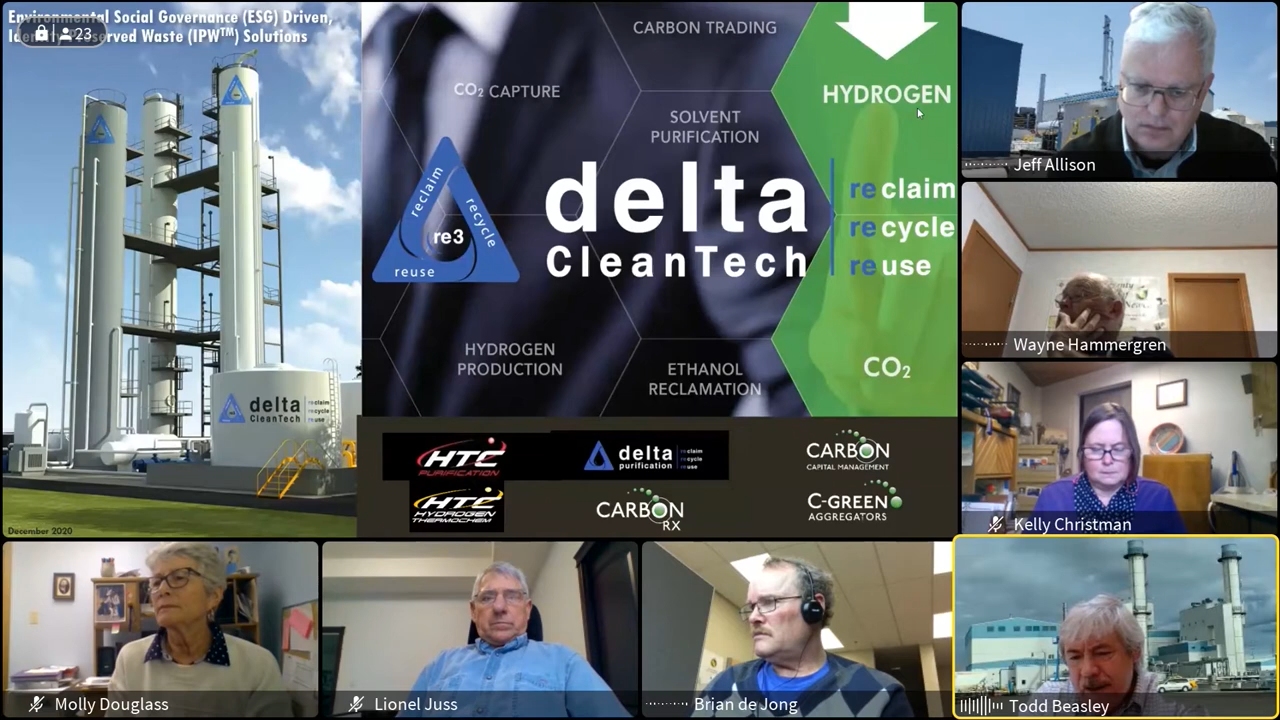 Environmental Social Governance (ESG) Driven,
Identity Preserved Waste (IPW™) Solutions
23
delta
CleanTech
reclaim
recycle
reuse
December 2020
CARBON TRADING
CO₂ CAPTURE
HYDROGEN
SOLVENT
PURIFICATION
reclaim
recycle
reuse
re3
delta
CleanTech
reclaim
recycle
reuse
HYDROGEN
PRODUCTION
ETHANOL
RECLAMATION
CO₂
HTC
PURIFICATION
delta
purification
reclaim
recycle
reuse
CARBON
CAPITAL MANAGEMENT
HTC
HYDROGEN
THERMOCHEM
CARBON
RX
C-GREEN
AGGREGATORS
Jeff Allison
Wayne Hammergren
Kelly Christman
Molly Douglass
Lionel Juss
Brian de Jong
Todd Beasley